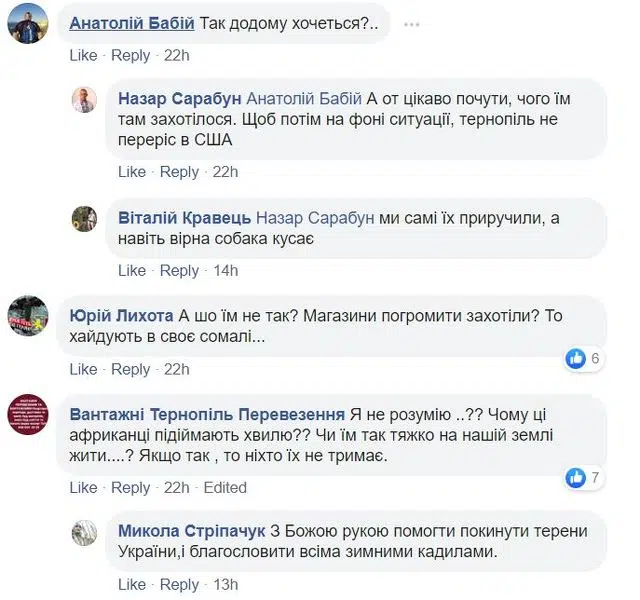 Анатолій Бабій Так додому хочеться?..
Like · Reply · 22h
Назар Сарабун Анатолій Бабій А от цікаво почути, чого їм
там захотілося. Щоб потім на фоні ситуації, тернопіль не
переріс в США
Like · Reply · 22h
Віталій Кравець Назар Сарабун ми самі їх приручили, а
навіть вірна собака кусає
Like · Reply · 14h
Юрій Лихота А шо їм не так? Магазини погромити захотіли? То
хайдують в своє сомалі...
6
Like · Reply · 22h
Вантажні Тернопіль Перевезення Я не розумію ..?? Чому ці
африканці підіймають хвилю?? Чи їм так тяжко на нашій землі
жити....? Якщо так , то ніхто їх не тримає.
7
Like · Reply · 22h · Edited
Микола Стріпачук З Божою рукою помогти покинути терени
України,і благословити всіма зимними кадилами.
Like · Reply · 13h